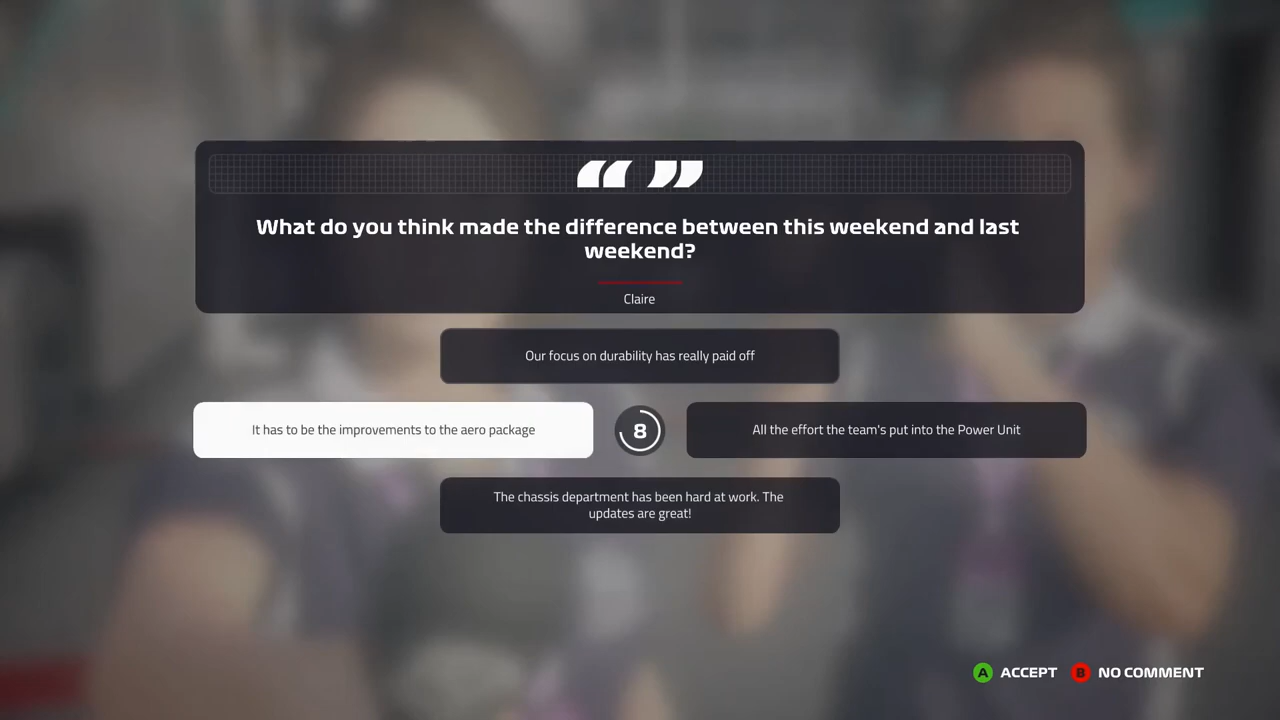 “ ”
What do you think made the difference between this weekend and last
weekend?
Claire
Our focus on durability has really paid off
It has to be the improvements to the aero package
8
All the effort the team's put into the Power Unit
The chassis department has been hard at work. The
updates are great!
A ACCEPT B NO COMMENT